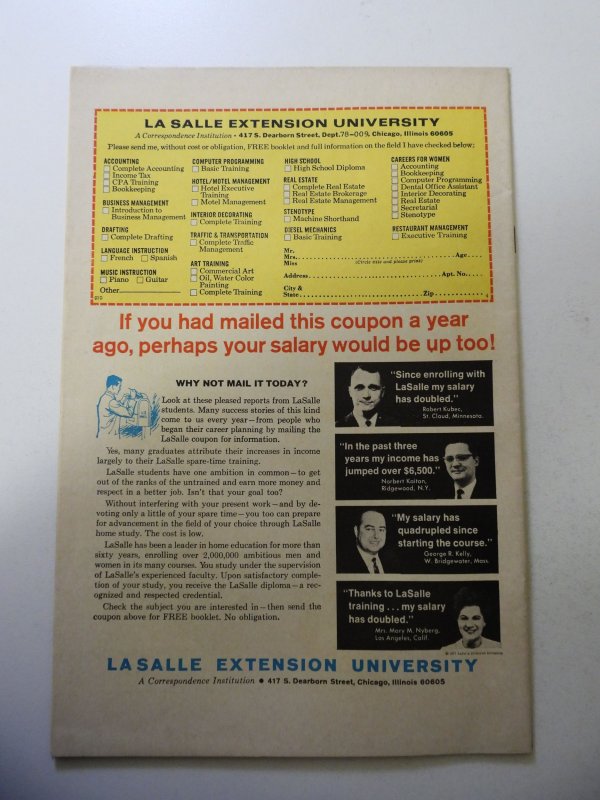 LA SALLE EXTENSION UNIVERSITY
A Correspondence Institution • 417 S. Dearborn Street, Dept. 78-009, Chicago, Illinois 60605
Please send me, without cost or obligation, FREE booklet and full information on the field I have checked below:
ACCOUNTING
Complete Accounting
Income Tax
CPA Training
Bookkeeping
BUSINESS MANAGEMENT
Introduction to
Business Management
DRAFTING
Complete Drafting
LANGUAGE INSTRUCTION
French Spanish
MUSIC INSTRUCTION
Piano Guitar
Other
COMPUTER PROGRAMMING
Basic Training
HOTEL/MOTEL MANAGEMENT
Hotel Executive
Training
Motel Management
INTERIOR DECORATING
Complete Training
TRAFFIC & TRANSPORTATION
Complete Traffic
Management
ART TRAINING
Commercial Art
Oil, Water Color
Painting
Complete Training
HIGH SCHOOL
High School Diploma
REAL ESTATE
Complete Real Estate
Real Estate Brokerage
Real Estate Management
STENOTYPE
Machine Shorthand
DIESEL MECHANICS
Basic Training
CAREERS FOR WOMEN
Accounting
Bookkeeping
Computer Programming
Dental Office Assistant
Interior Decorating
Real Estate
Secretarial
Stenotype
RESTAURANT MANAGEMENT
Executive Training
Mr.
Mrs. Age
Miss (Circle title and please print)
Address Apt. No.
City &
State Zip
If you had mailed this coupon a year
ago, perhaps your salary would be up too!
WHY NOT MAIL IT TODAY?
Look at these pleased reports from LaSalle
students. Many success stories of this kind
come to us every year—from people who
began their career planning by mailing the
LaSalle coupon for information.
Yes, many graduates attribute their increases in income
largely to their LaSalle spare-time training.
LaSalle students have one ambition in common—to get
out of the ranks of the untrained and earn more money and
respect in a better job. Isn't that your goal too?
Without interfering with your present work—and by de-
voting only a little of your spare time—you too can prepare
for advancement in the field of your choice through LaSalle
home study. The cost is low.
LaSalle has been a leader in home education for more than
sixty years, enrolling over 2,000,000 ambitious men and
women in its many courses. You study under the supervision
of LaSalle's experienced faculty. Upon satisfactory comple-
tion of your study, you receive the LaSalle diploma—a rec-
ognized and respected credential.
Check the subject you are interested in—then send the
coupon above for FREE booklet. No obligation.
"Since enrolling with
LaSalle my salary
has doubled."
Robert Kubec,
St. Cloud, Minnesota.
"In the past three
years my income has
jumped over $6,500."
Norbert Kaitan,
Ridgewood, N.Y.
"My salary has
quadrupled since
starting the course."
George R. Kelly,
W. Bridgewater, Mass.
"Thanks to LaSalle
training . . . my salary
has doubled."
Mrs. Mary M. Nyberg,
Los Angeles, Calif.
LA SALLE EXTENSION UNIVERSITY
A Correspondence Institution • 417 S. Dearborn Street, Chicago, Illinois 60605